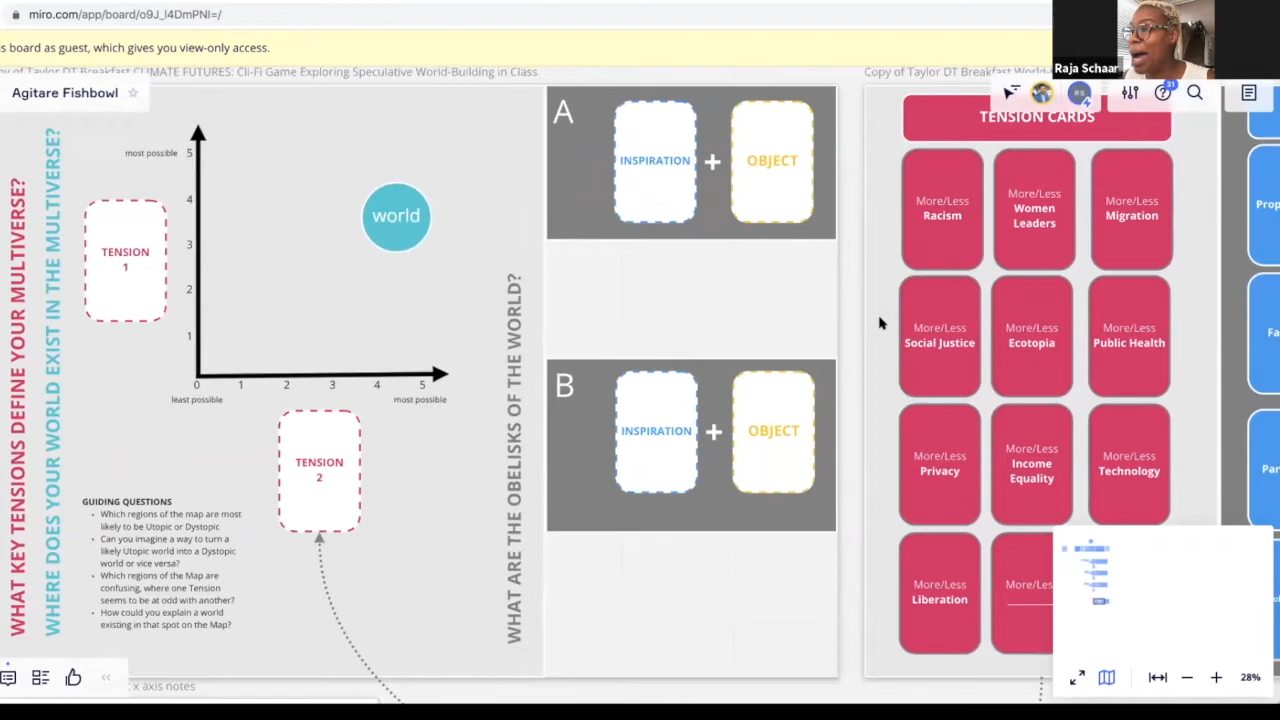 miro.com/app/board/o9J_l4DmPNI=/
s board as guest, which gives you view-only access.
Raja Schaar
py of Taylor DT Breakfast CLIMATE FUTURES: Cli-Fi Game Exploring Speculative World-Building in Class
Copy of Taylor DT Breakfast World-
Agitare Fishbowl
31
RS
WHAT KEY TENSIONS DEFINE YOUR MULTIVERSE?
WHERE DOES YOUR WORLD EXIST IN THE MULTIVERSE?
most possible
5
4
3
2
1
0
1
2
3
4
5
least possible
most possible
TENSION
1
world
TENSION
2
GUIDING QUESTIONS
• Which regions of the map are most
likely to be Utopic or Dystopic
• Can you imagine a way to turn a
likely Utopic world into a Dystopic
world or vice versa?
• Which regions of the Map are
confusing, where one Tension
seems to be at odd with another?
• How could you explain a world
existing in that spot on the Map?
WHAT ARE THE OBELISKS OF THE WORLD?
A
INSPIRATION
+
OBJECT
B
INSPIRATION
+
OBJECT
TENSION CARDS
More/Less
Racism
More/Less
Women
Leaders
More/Less
Migration
More/Less
Social Justice
More/Less
Ecotopia
More/Less
Public Health
More/Less
Privacy
More/Less
Income
Equality
More/Less
Technology
More/Less
Liberation
More/Les
Prop
Fa
Par
x axis notes
28%